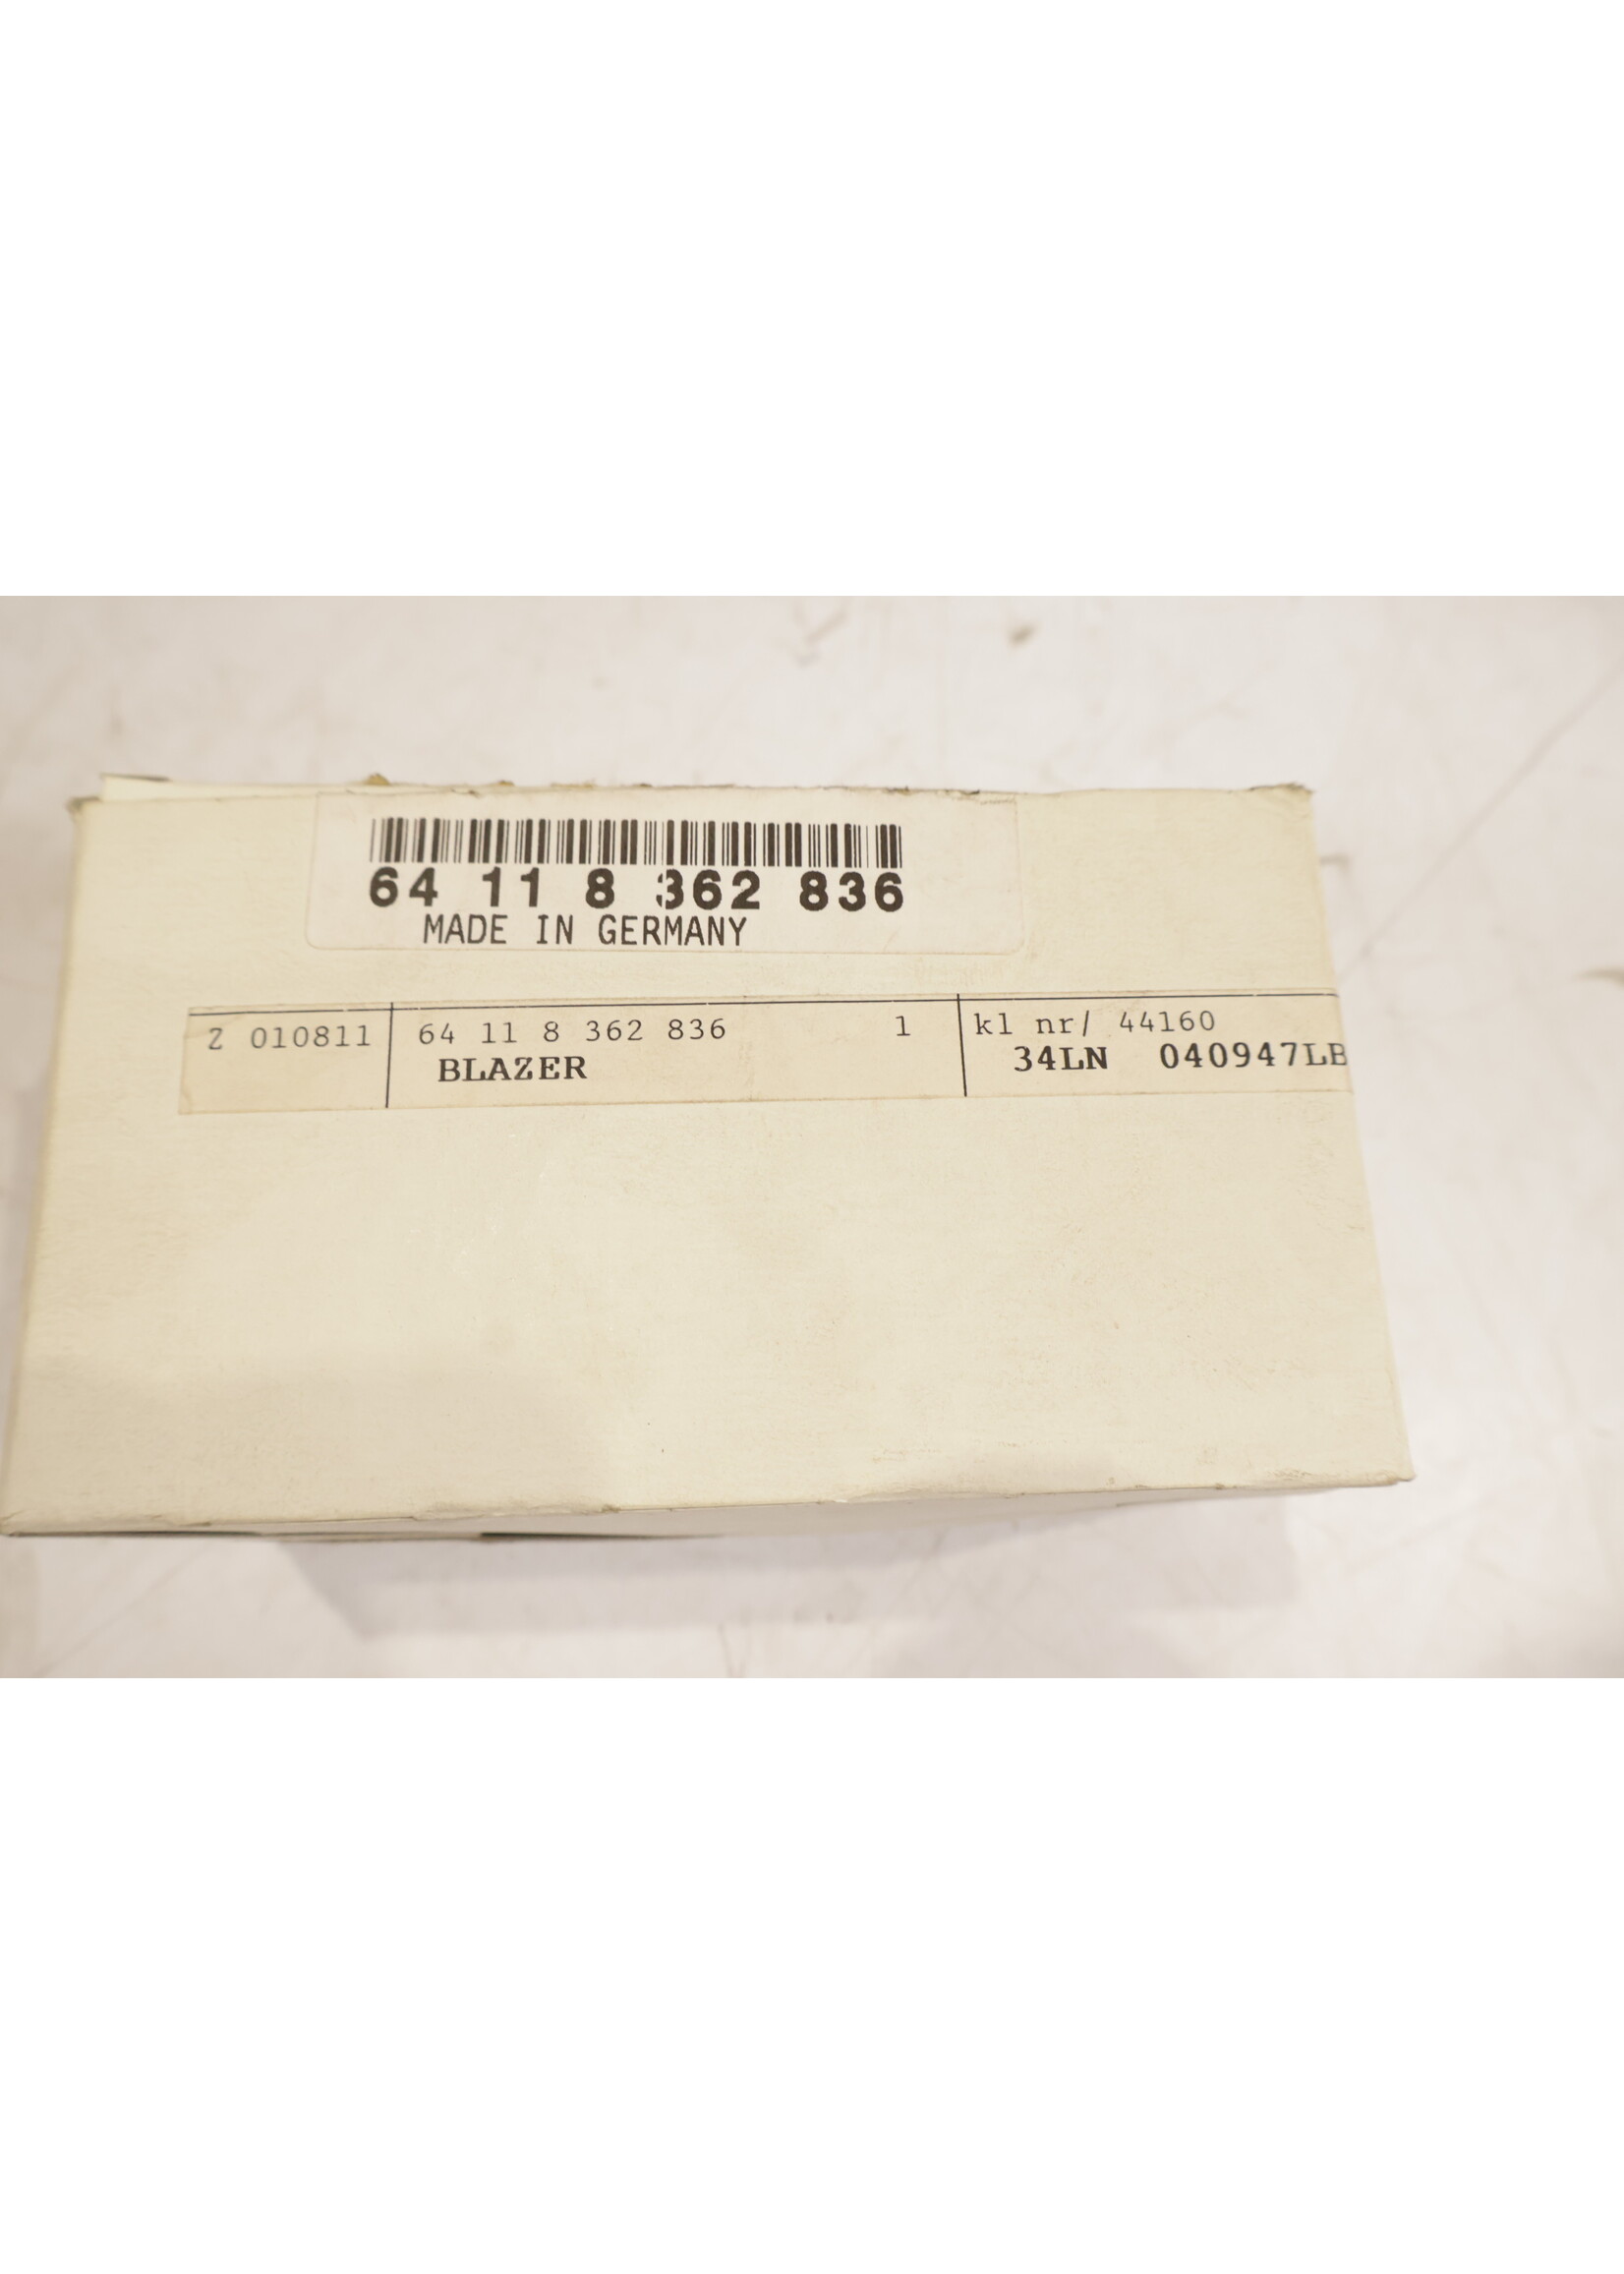 64 11 8 362 836
MADE IN GERMANY
Z 010811 64 11 8 362 836 1 kl nr/ 44160
BLAZER 34LN 040947LB